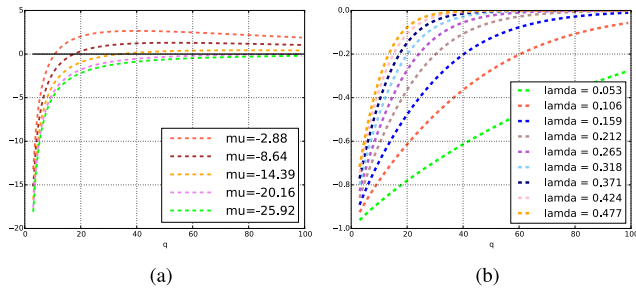 5
0
−5
−10
−15
−20
0 20 40 60 80 100
q
mu=-2.88
mu=-8.64
mu=-14.39
mu=-20.16
mu=-25.92
(a)
0.0
−0.2
−0.4
−0.6
−0.8
−1.0
0 20 40 60 80 100
q
lamda = 0.053
lamda = 0.106
lamda = 0.159
lamda = 0.212
lamda = 0.265
lamda = 0.318
lamda = 0.371
lamda = 0.424
lamda = 0.477
(b)